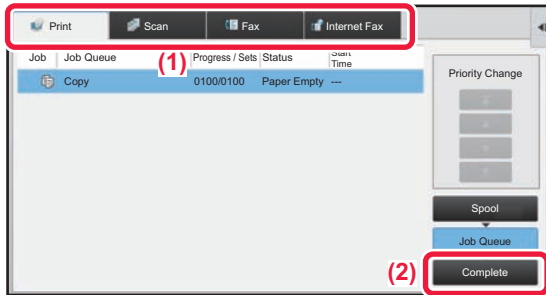 Print Scan Fax Internet Fax
Job Job Queue Progress / Sets Status Start Time
(1)
Copy 0100/0100 Paper Empty ---
Priority Change
Spool
Job Queue
(2) Complete